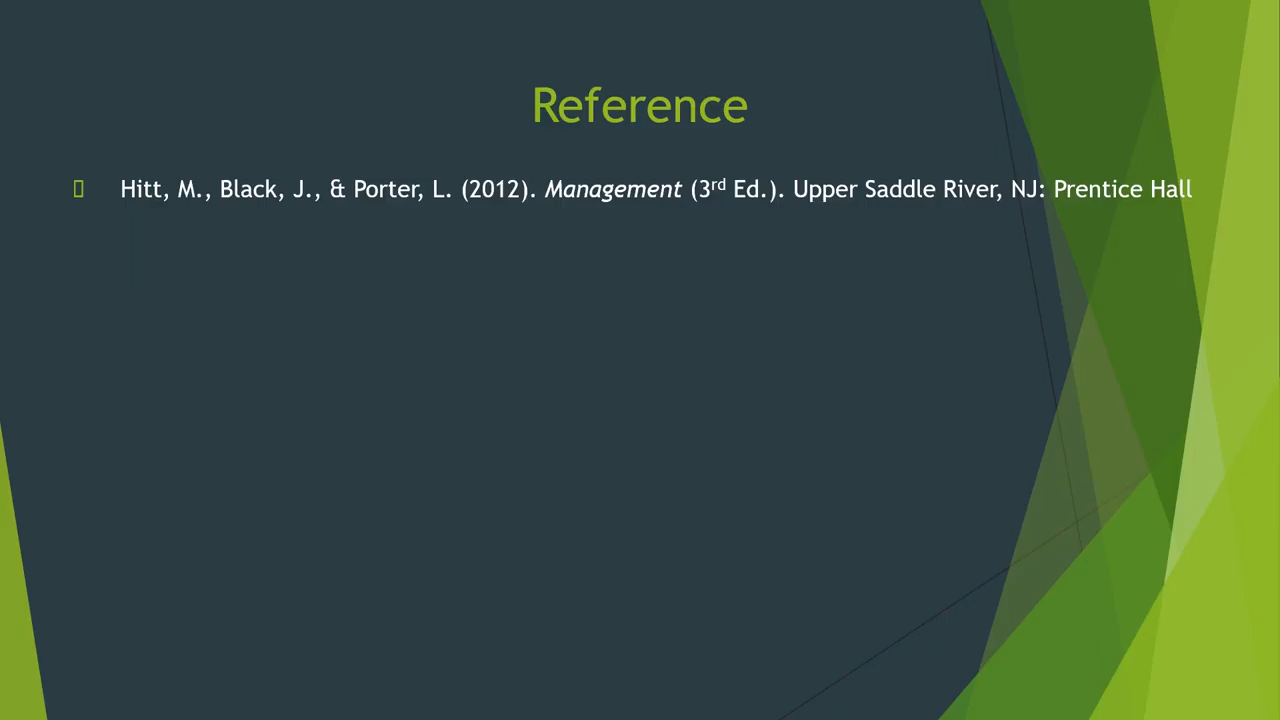 Reference
Hitt, M., Black, J., & Porter, L. (2012). Management (3rd Ed.). Upper Saddle River, NJ: Prentice Hall